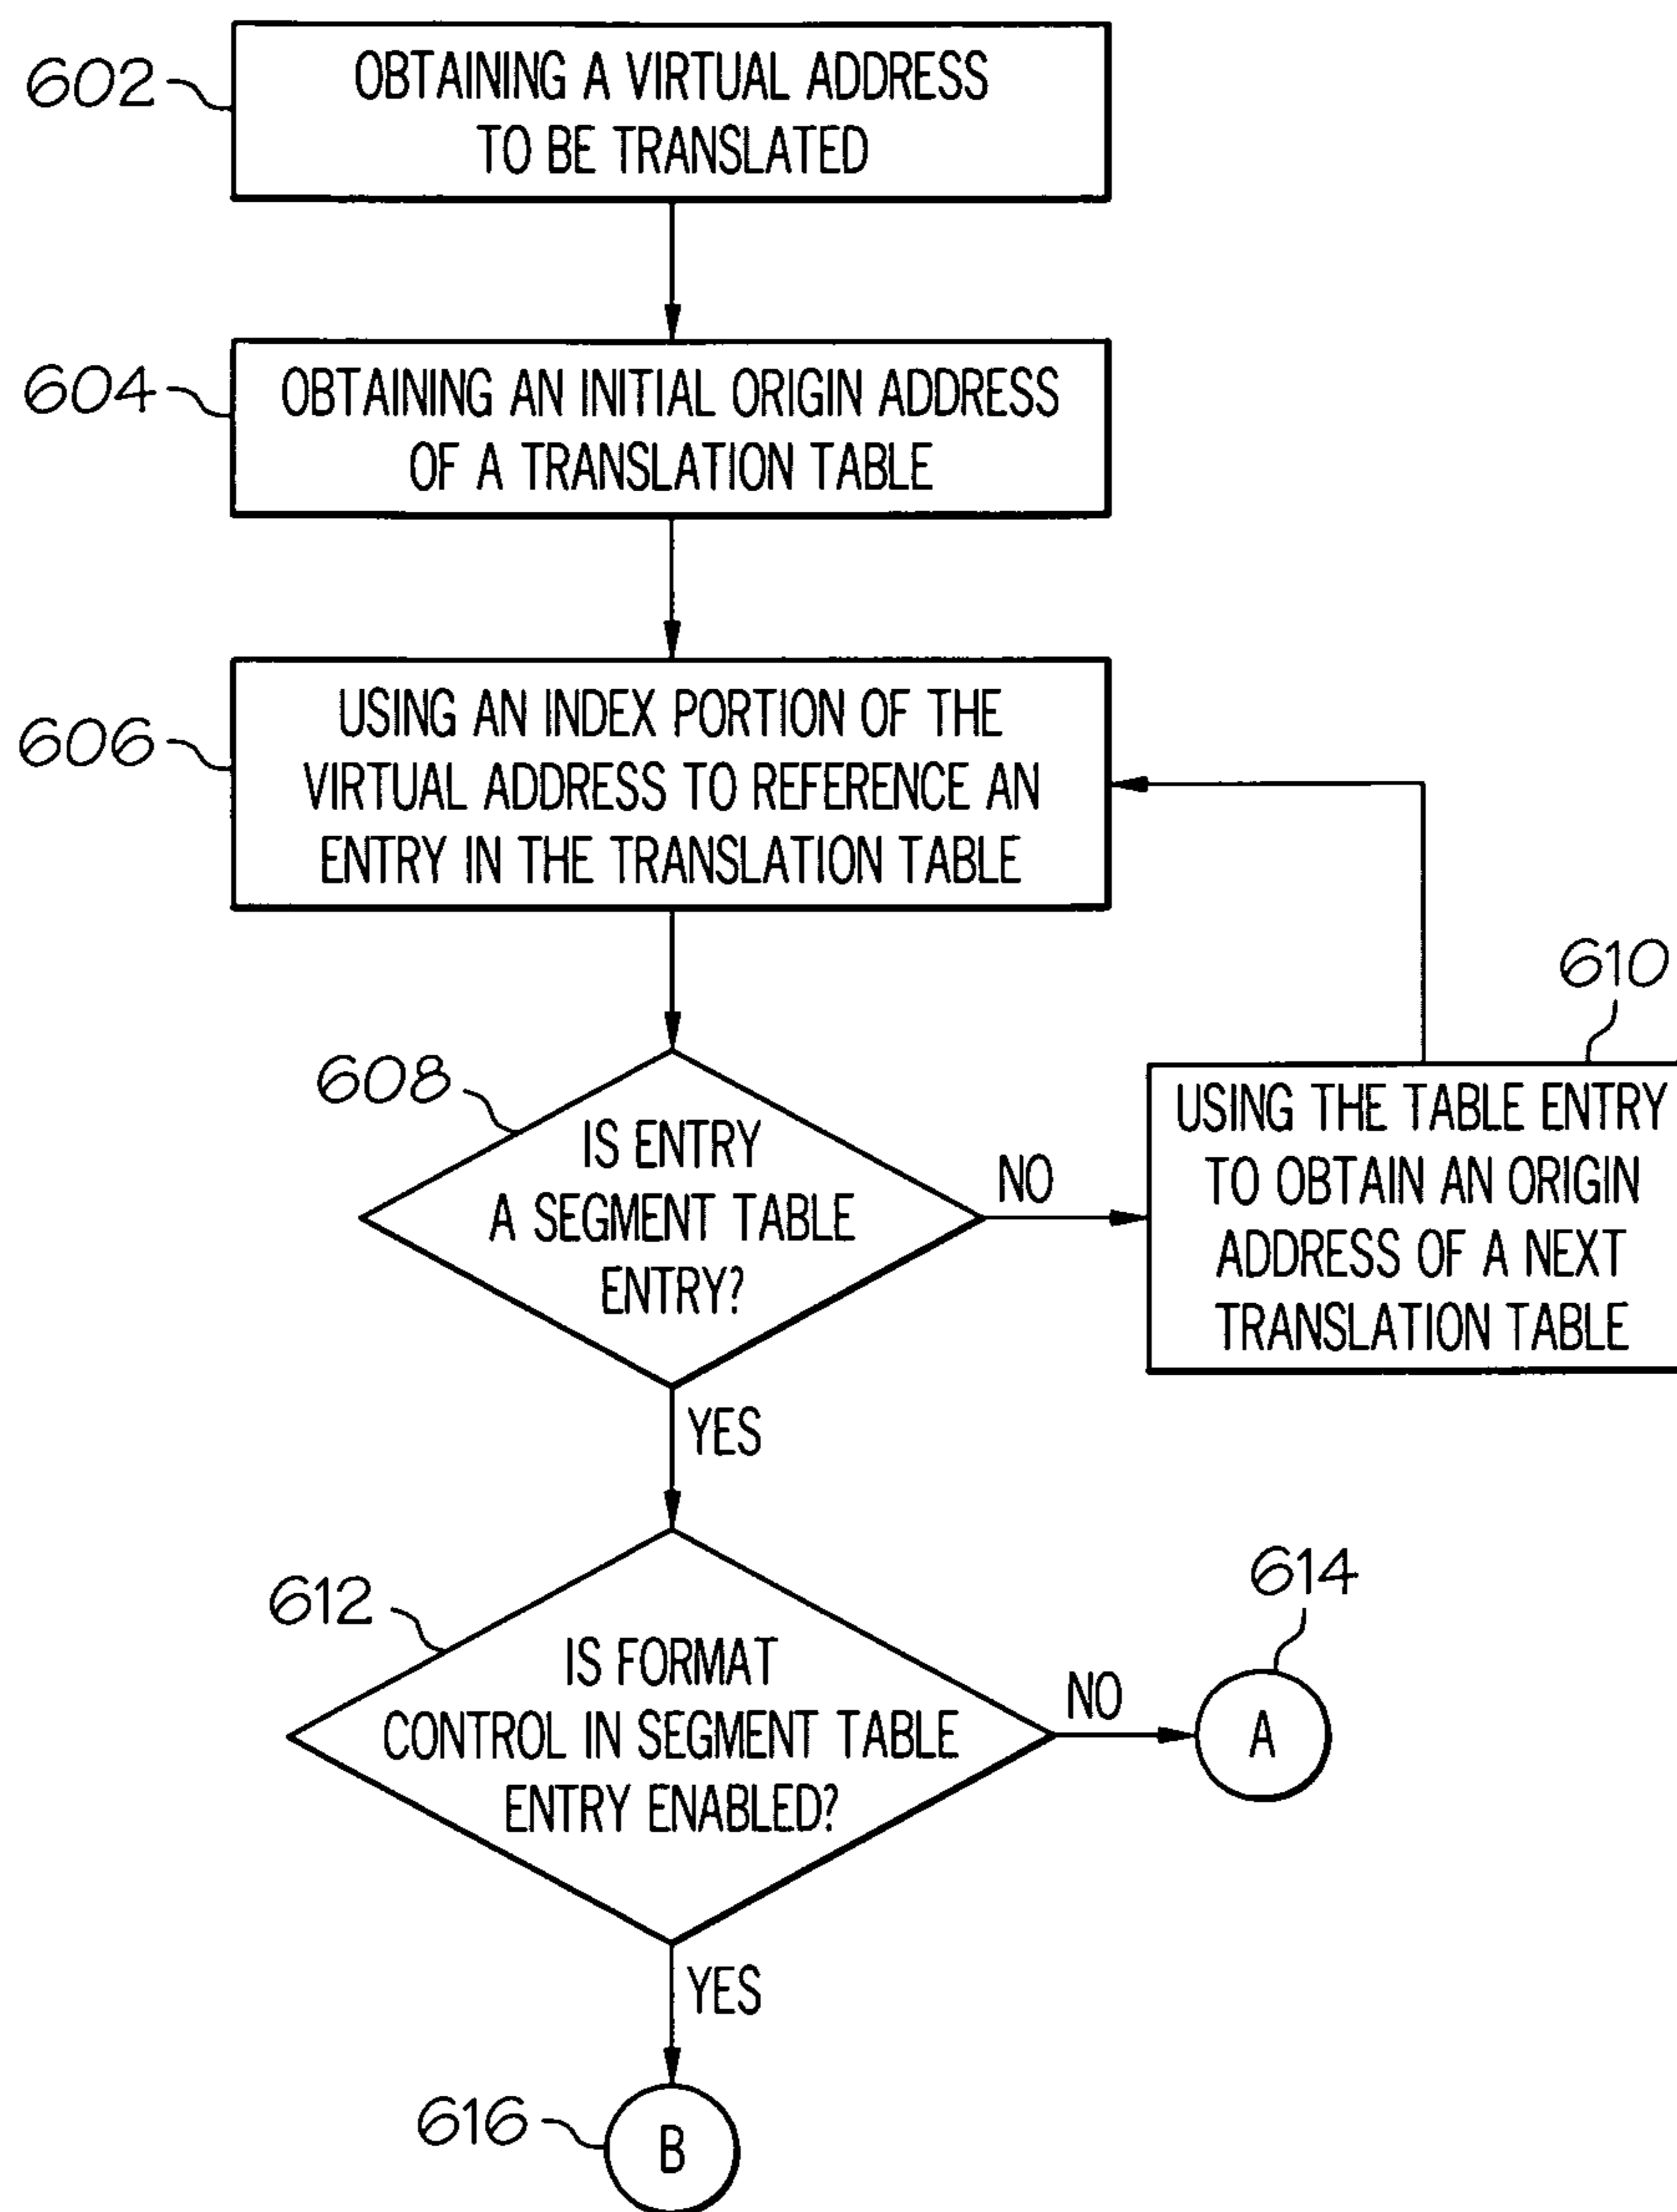 602
OBTAINING A VIRTUAL ADDRESS
TO BE TRANSLATED
604
OBTAINING AN INITIAL ORIGIN ADDRESS
OF A TRANSLATION TABLE
606
USING AN INDEX PORTION OF THE
VIRTUAL ADDRESS TO REFERENCE AN
ENTRY IN THE TRANSLATION TABLE
608
IS ENTRY
A SEGMENT TABLE
ENTRY?
NO
610
USING THE TABLE ENTRY
TO OBTAIN AN ORIGIN
ADDRESS OF A NEXT
TRANSLATION TABLE
YES
612
IS FORMAT
CONTROL IN SEGMENT TABLE
ENTRY ENABLED?
NO
614
A
YES
616
B